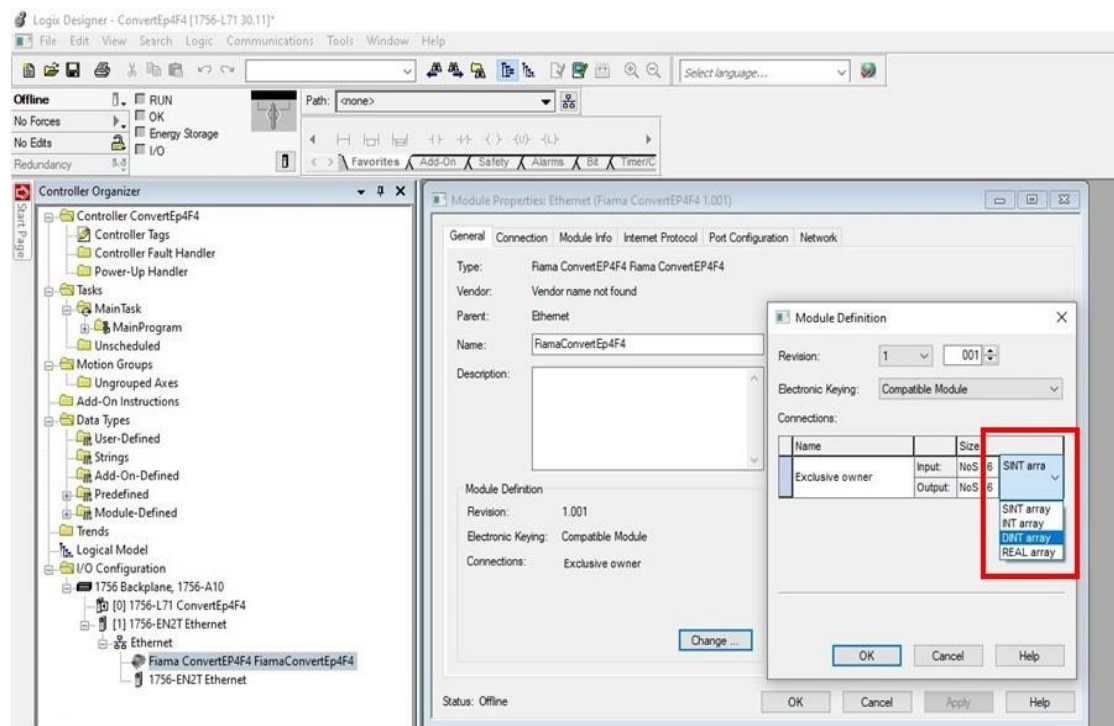 Logix Designer - ConvertEp4F4 [1756-L71 30.11]*
File Edit View Search Logic Communications Tools Window Help
Select language...
Offline
RUN
No Forces
OK
No Edits
Energy Storage
Redundancy
I/O
Path: <none>
Favorites Add-On Safety Alarms Bit Timer/C
Start Page
Controller Organizer
Controller ConvertEp4F4
Controller Tags
Controller Fault Handler
Power-Up Handler
Tasks
MainTask
MainProgram
Unscheduled
Motion Groups
Ungrouped Axes
Add-On Instructions
Data Types
User-Defined
Strings
Add-On-Defined
Predefined
Module-Defined
Trends
Logical Model
I/O Configuration
1756 Backplane, 1756-A10
[0] 1756-L71 ConvertEp4F4
[1] 1756-EN2T Ethernet
Ethernet
Fiama ConvertEP4F4 FiamaConvertEp4F4
1756-EN2T Ethernet
Module Properties: Ethernet (Fiama ConvertEP4F4 1.001)
General Connection Module Info Internet Protocol Port Configuration Network
Type: Fiama ConvertEP4F4 Fiama ConvertEP4F4
Vendor: Vendor name not found
Parent: Ethernet
Name: FiamaConvertEp4F4
Description:
Module Definition
Revision: 1.001
Electronic Keying: Compatible Module
Connections: Exclusive owner
Change ...
Status: Offline
OK Cancel Apply Help
Module Definition
Revision: 1 001
Electronic Keying: Compatible Module
Connections:
Name Size
Exclusive owner
Input: NoS 6 SINT arra
Output: NoS 6
SINT array
INT array
DINT array
REAL array
OK Cancel Help